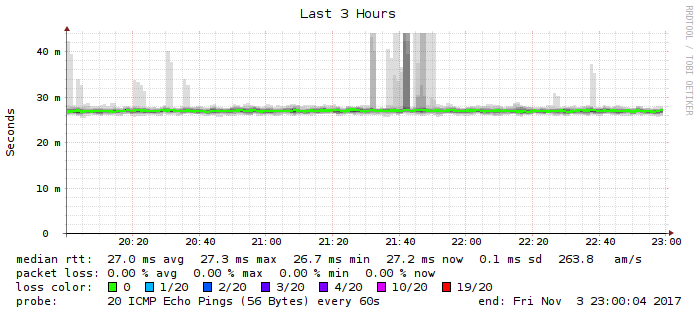 Last 3 Hours
RRDTOOL / TOBI OETIKER
Seconds
40 m
30 m
20 m
10 m
0
20:20 20:40 21:00 21:20 21:40 22:00 22:20 22:40 23:00
median rtt: 27.0 ms avg 27.3 ms max 26.7 ms min 27.2 ms now 0.1 ms sd 263.8 am/s
packet loss: 0.00 % avg 0.00 % max 0.00 % min 0.00 % now
loss color: 0 1/20 2/20 3/20 4/20 10/20 19/20
probe: 20 ICMP Echo Pings (56 Bytes) every 60s end: Fri Nov 3 23:00:04 2017